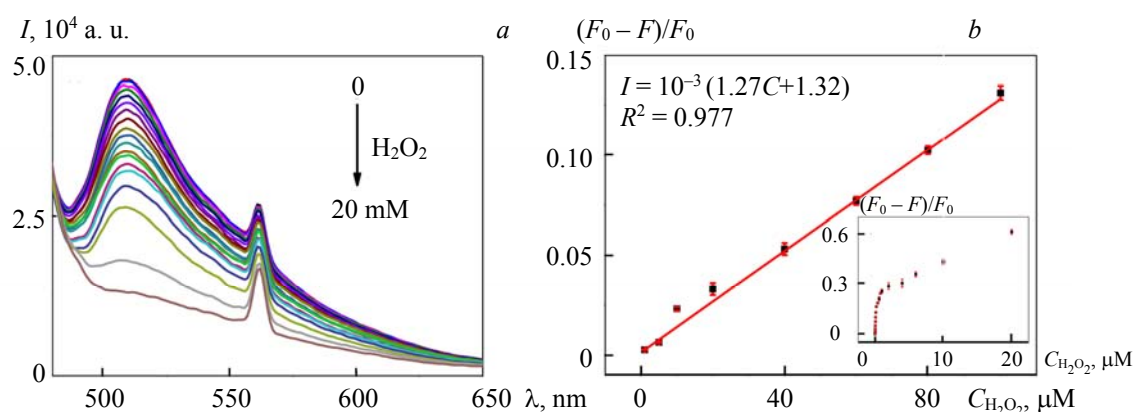 I, 10⁴ a. u.
a
5.0
2.5
0
0
H₂O₂
20 mM
500
550
600
650
λ, nm
(F₀ – F)/F₀
b
I = 10⁻³ (1.27C+1.32)
R² = 0.977
0.15
0.10
0.05
0
0
40
80
C_H₂O₂, μM
(F₀ – F)/F₀
0.6
0.3
0
0
10
20
C_H₂O₂, μM